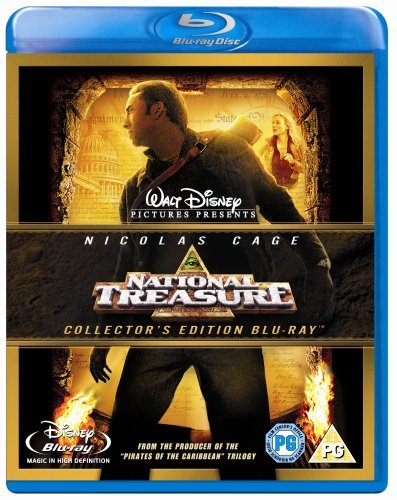 Blu-ray Disc
WALT DISNEY
PICTURES PRESENTS
NICOLAS CAGE
NATIONAL
TREASURE
COLLECTOR'S EDITION BLU-RAY™
DISNEY
Blu-ray
MAGIC IN HIGH DEFINITION
FROM THE PRODUCER OF THE
"PIRATES OF THE CARIBBEAN" TRILOGY
PG
PG